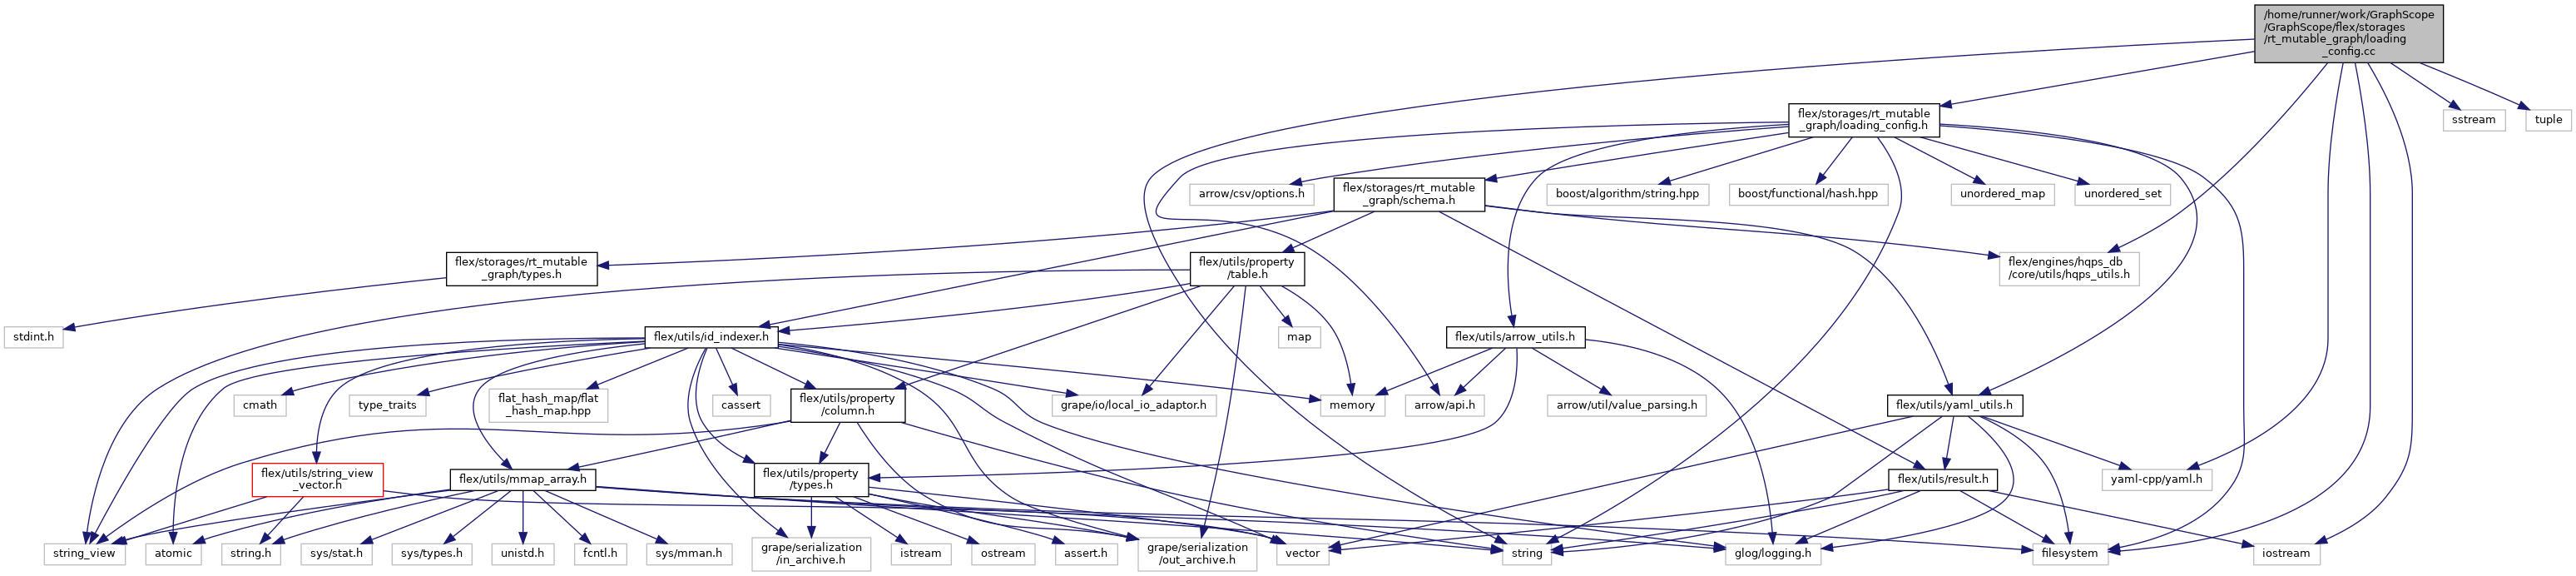 /home/runner/work/GraphScope
/GraphScope/flex/storages
/rt_mutable_graph/loading
_config.cc
flex/storages/rt_mutable
_graph/loading_config.h
sstream
tuple
arrow/csv/options.h
flex/storages/rt_mutable
_graph/schema.h
boost/algorithm/string.hpp
boost/functional/hash.hpp
unordered_map
unordered_set
flex/storages/rt_mutable
_graph/types.h
flex/utils/property
/table.h
flex/engines/hqps_db
/core/utils/hqps_utils.h
stdint.h
flex/utils/id_indexer.h
map
flex/utils/arrow_utils.h
cmath
type_traits
flat_hash_map/flat
_hash_map.hpp
cassert
flex/utils/property
/column.h
grape/io/local_io_adaptor.h
memory
arrow/api.h
arrow/util/value_parsing.h
flex/utils/yaml_utils.h
flex/utils/string_view
_vector.h
flex/utils/mmap_array.h
flex/utils/property
/types.h
flex/utils/result.h
yaml-cpp/yaml.h
string_view
atomic
string.h
sys/stat.h
sys/types.h
unistd.h
fcntl.h
sys/mman.h
grape/serialization
/in_archive.h
istream
ostream
assert.h
grape/serialization
/out_archive.h
vector
string
glog/logging.h
filesystem
iostream